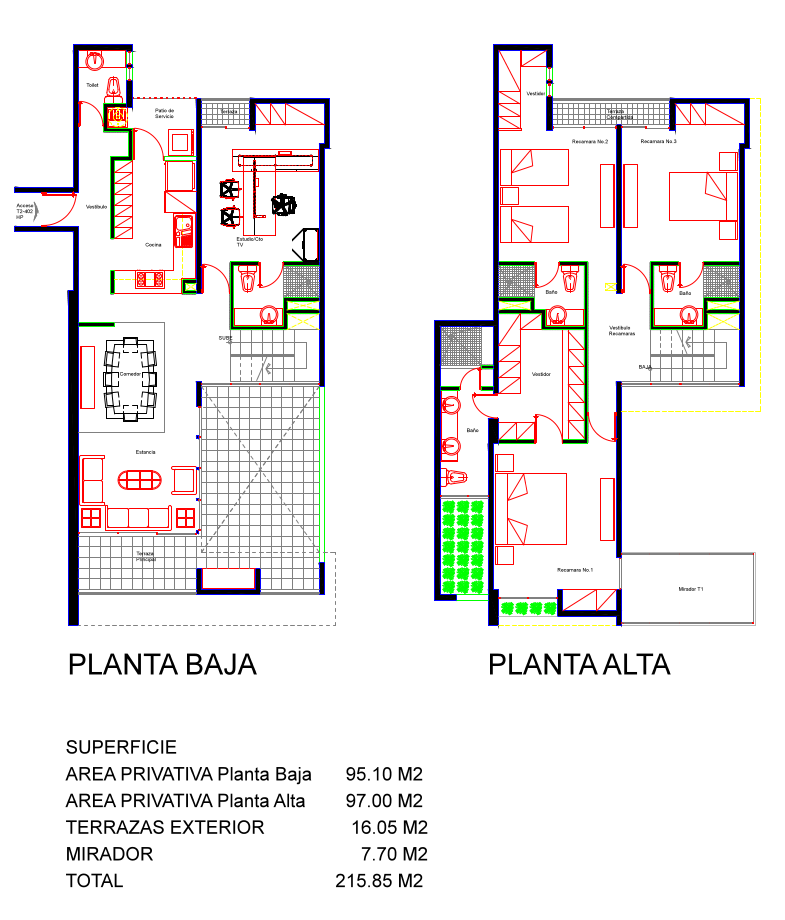 Toilet
Patio de
Servicio
Terraza
Acceso
T2-402
HP
Vestíbulo
Cocina
Estudio/Cto
TV
SUBE
Comedor
Estancia
Terraza
Principal
Vestidor
Terraza
Compartida
Recamara No.2
Recamara No.3
Baño
Baño
Vestíbulo
Recamaras
BAJA
Vestidor
Baño
Recamara No.1
Mirador T1
PLANTA BAJA
PLANTA ALTA
SUPERFICIE
AREA PRIVATIVA Planta Baja 95.10 M2
AREA PRIVATIVA Planta Alta 97.00 M2
TERRAZAS EXTERIOR 16.05 M2
MIRADOR 7.70 M2
TOTAL 215.85 M2